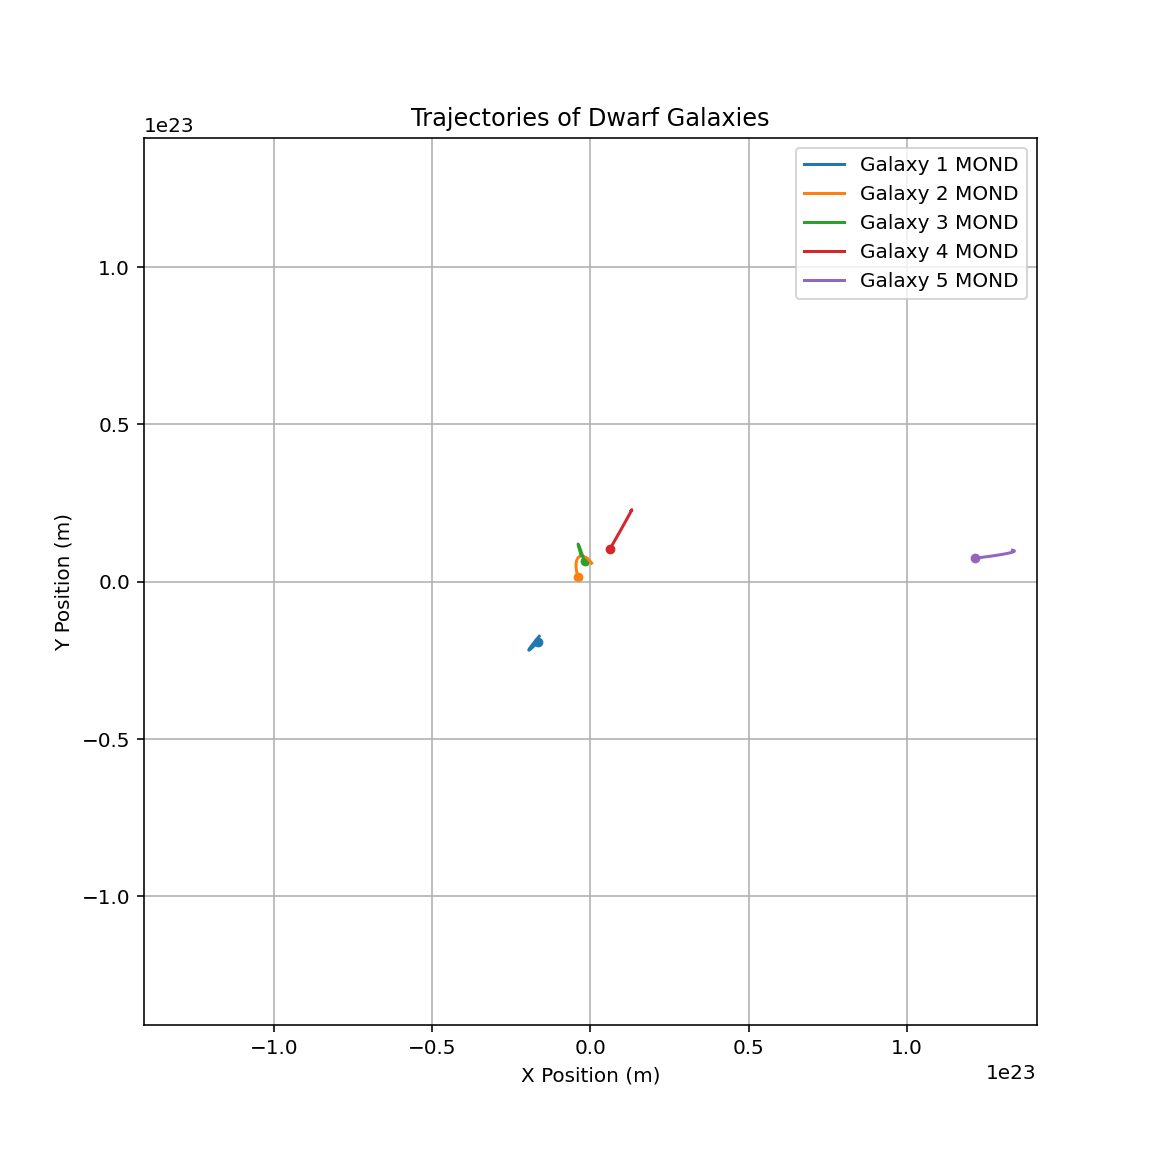 Trajectories of Dwarf Galaxies
1e23
Galaxy 1 MOND
Galaxy 2 MOND
Galaxy 3 MOND
Galaxy 4 MOND
Galaxy 5 MOND
1.0
0.5
0.0
−0.5
−1.0
Y Position (m)
−1.0 −0.5 0.0 0.5 1.0
1e23
X Position (m)